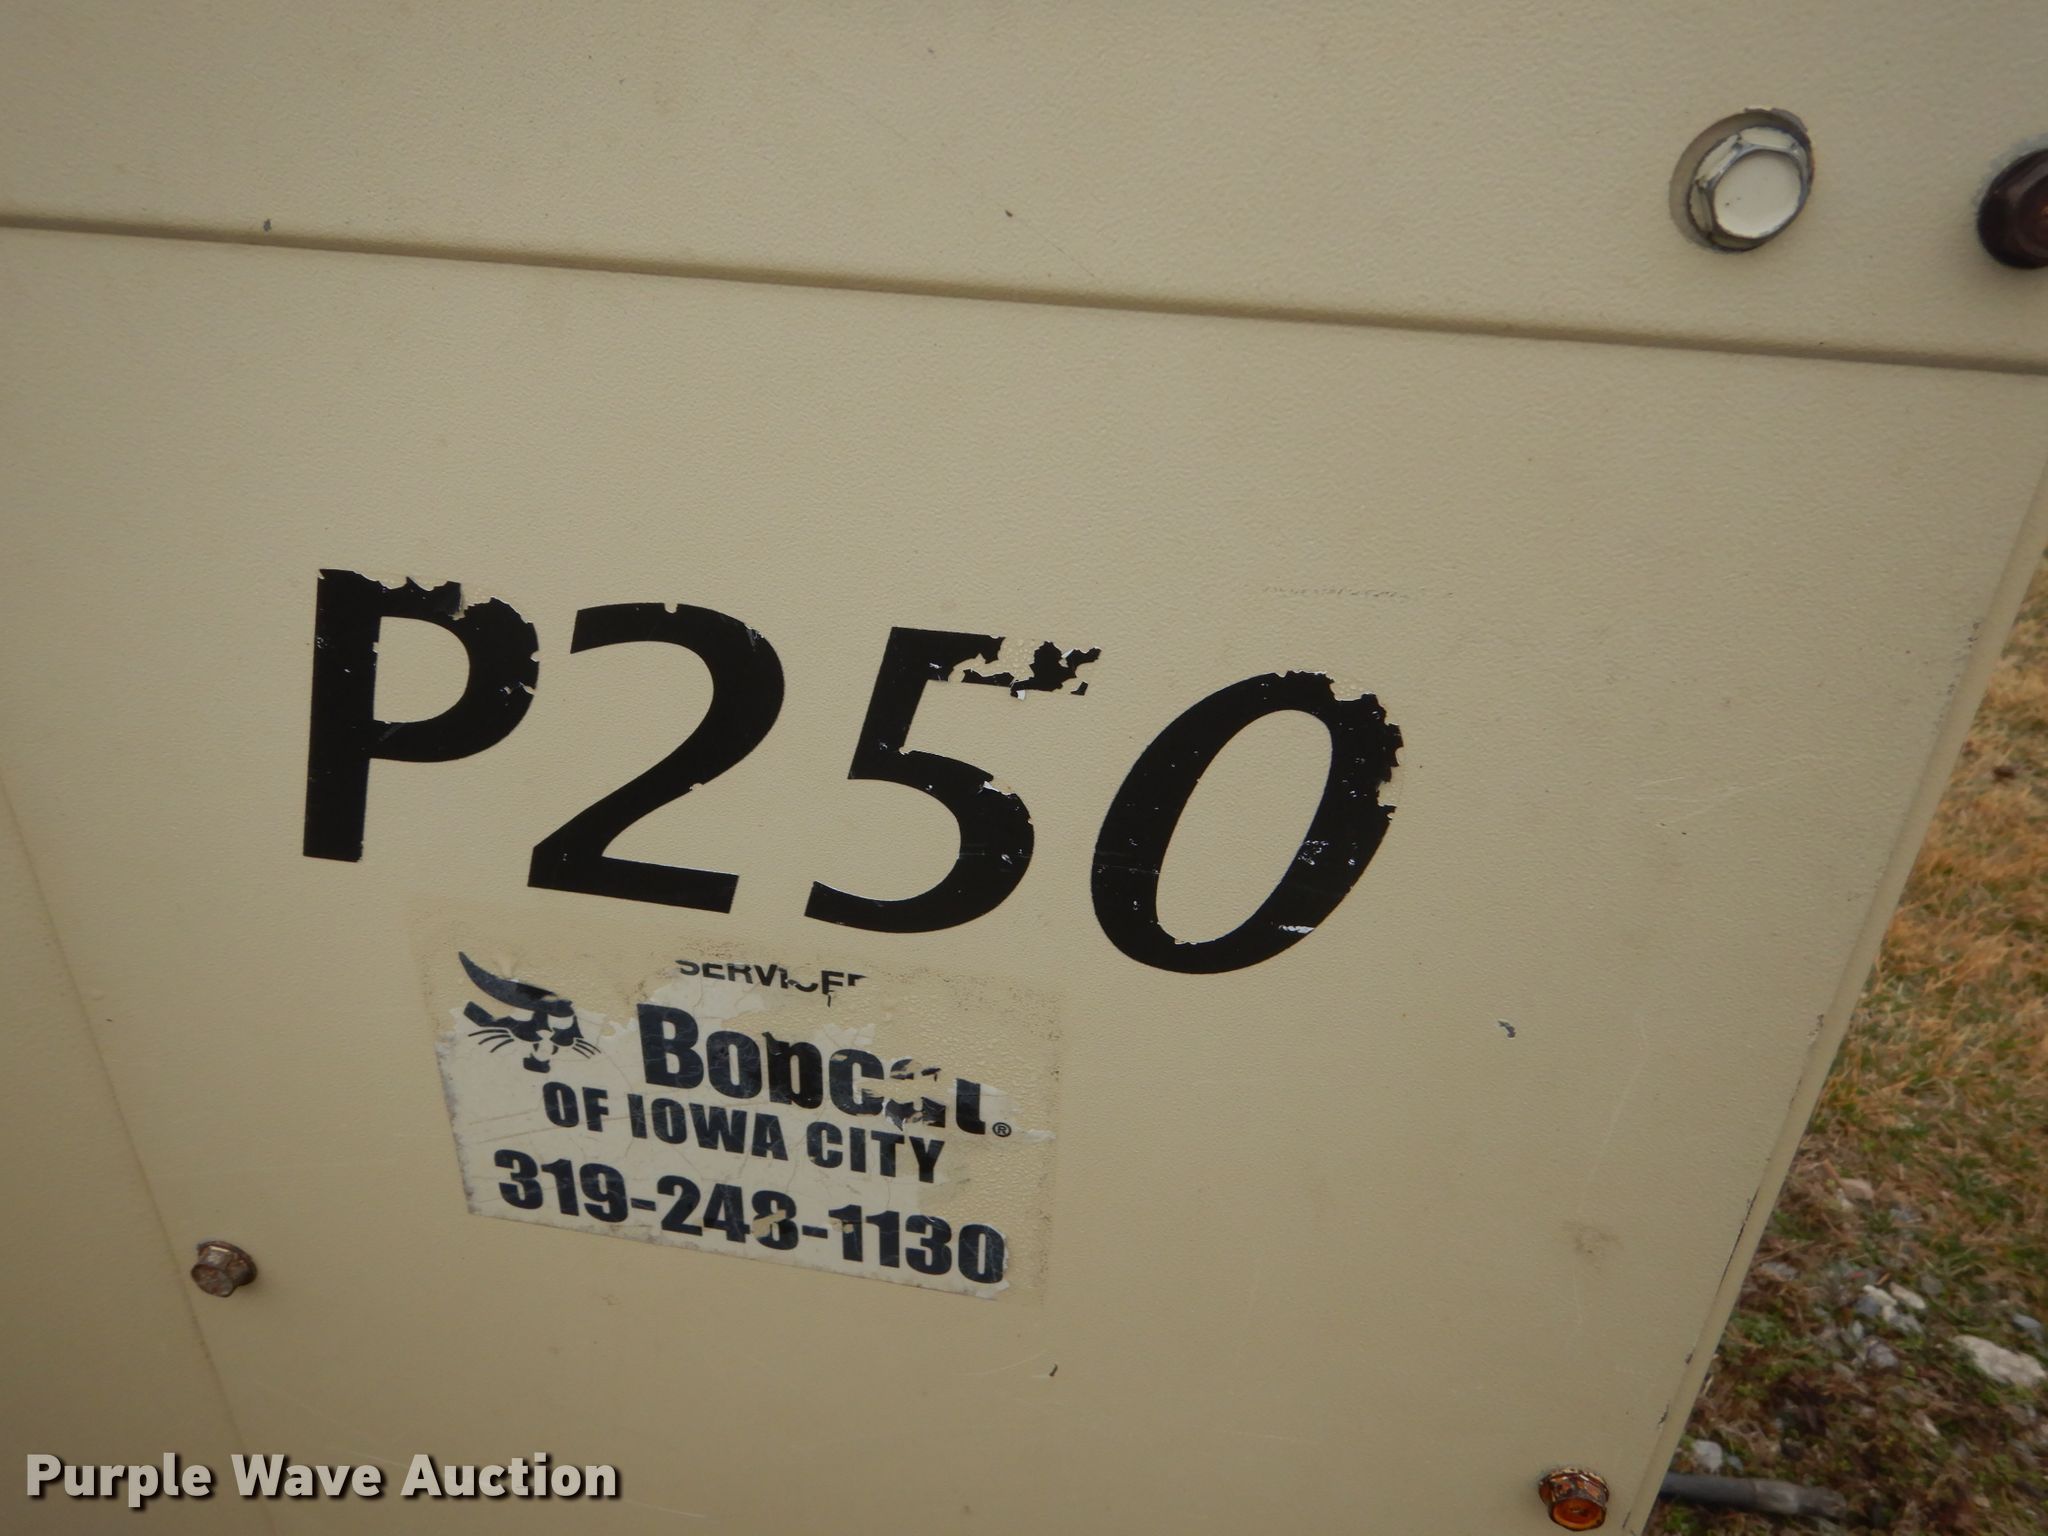 P250
SERVICED
Bobcat®
OF IOWA CITY
319-248-1130
Purple Wave Auction